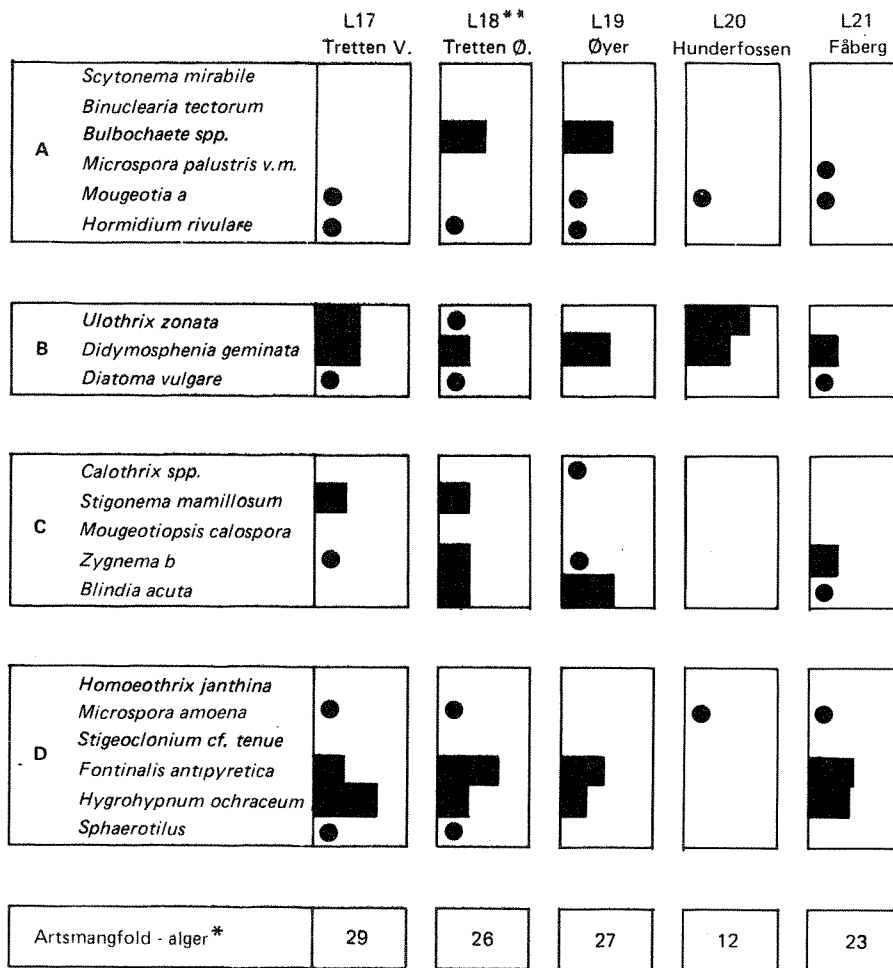 L17 L18** L19 L20 L21
Tretten V. Tretten Ø. Øyer Hunderfossen Fåberg
Scytonema mirabile
Binuclearia tectorum
Bulbochaete spp.
A
Microspora palustris v.m.
Mougeotia a
Hormidium rivulare
Ulothrix zonata
B Didymosphenia geminata
Diatoma vulgare
Calothrix spp.
Stigonema mamillosum
C Mougeotiopsis calospora
Zygnema b
Blindia acuta
Homoeothrix janthina
Microspora amoena
Stigeoclonium cf. tenue
D
Fontinalis antipyretica
Hygrohypnum ochraceum
Sphaerotilus
Artsmangfold - alger* 29 26 27 12 23